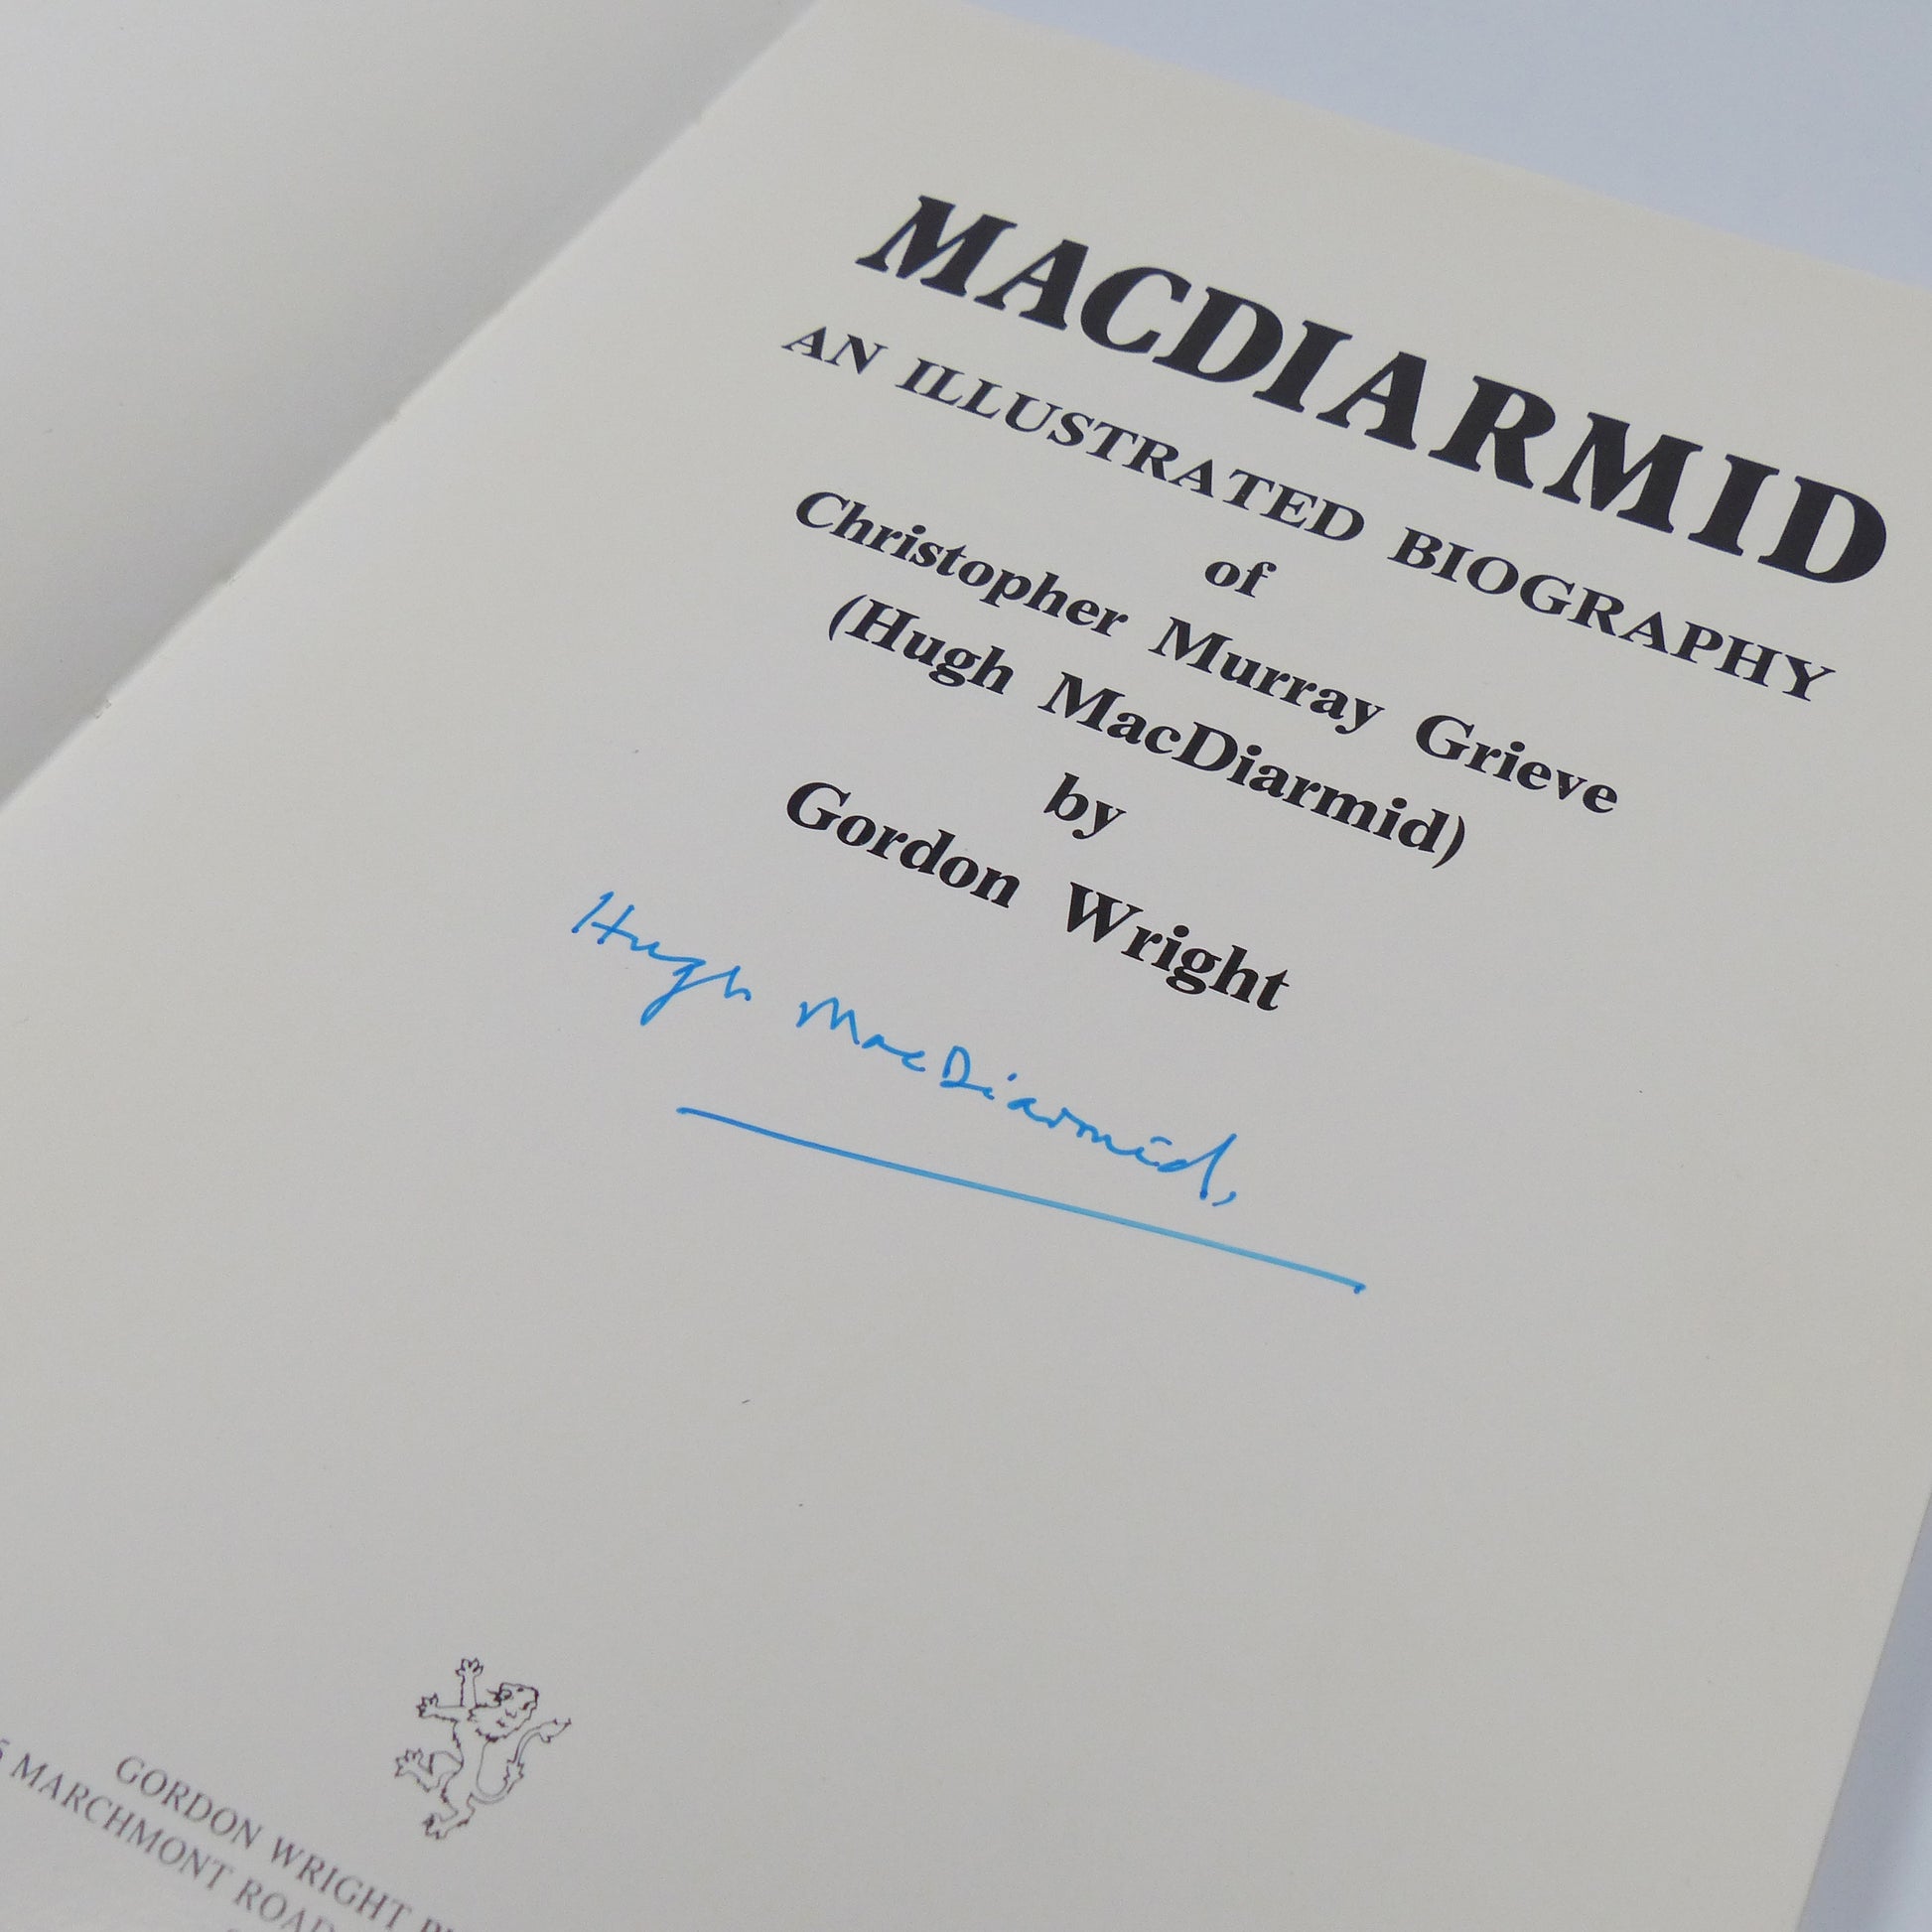 MACDIARMID
AN ILLUSTRATED BIOGRAPHY
of
Christopher Murray Grieve
(Hugh MacDiarmid)
by
Gordon Wright
Hugh MacDiarmid,
GORDON WRIGHT
MARCHMONT ROAD